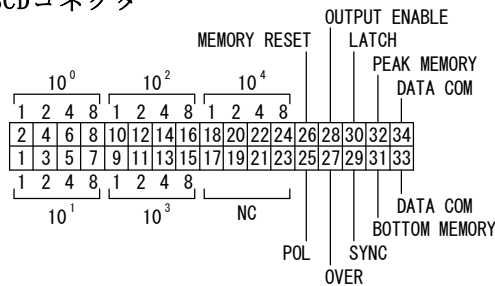 BCDコネクタ
OUTPUT ENABLE
MEMORY RESET LATCH
PEAK MEMORY
10⁰ 10² 10⁴ DATA COM
1 2 4 8 1 2 4 8 1 2 4 8
2 4 6 8 10 12 14 16 18 20 22 24 26 28 30 32 34
1 3 5 7 9 11 13 15 17 19 21 23 25 27 29 31 33
1 2 4 8 1 2 4 8
10¹ 10³ NC DATA COM
BOTTOM MEMORY
POL SYNC
OVER